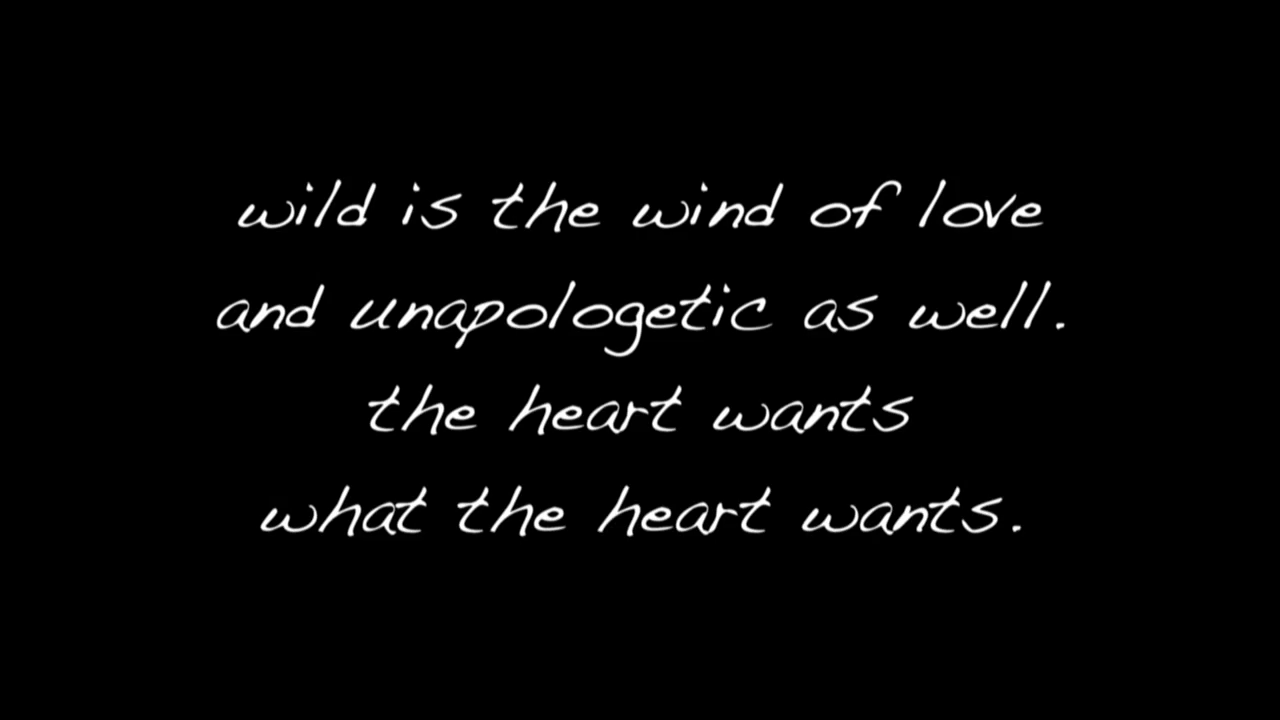 wild is the wind of love
and unapologetic as well.
the heart wants
what the heart wants.